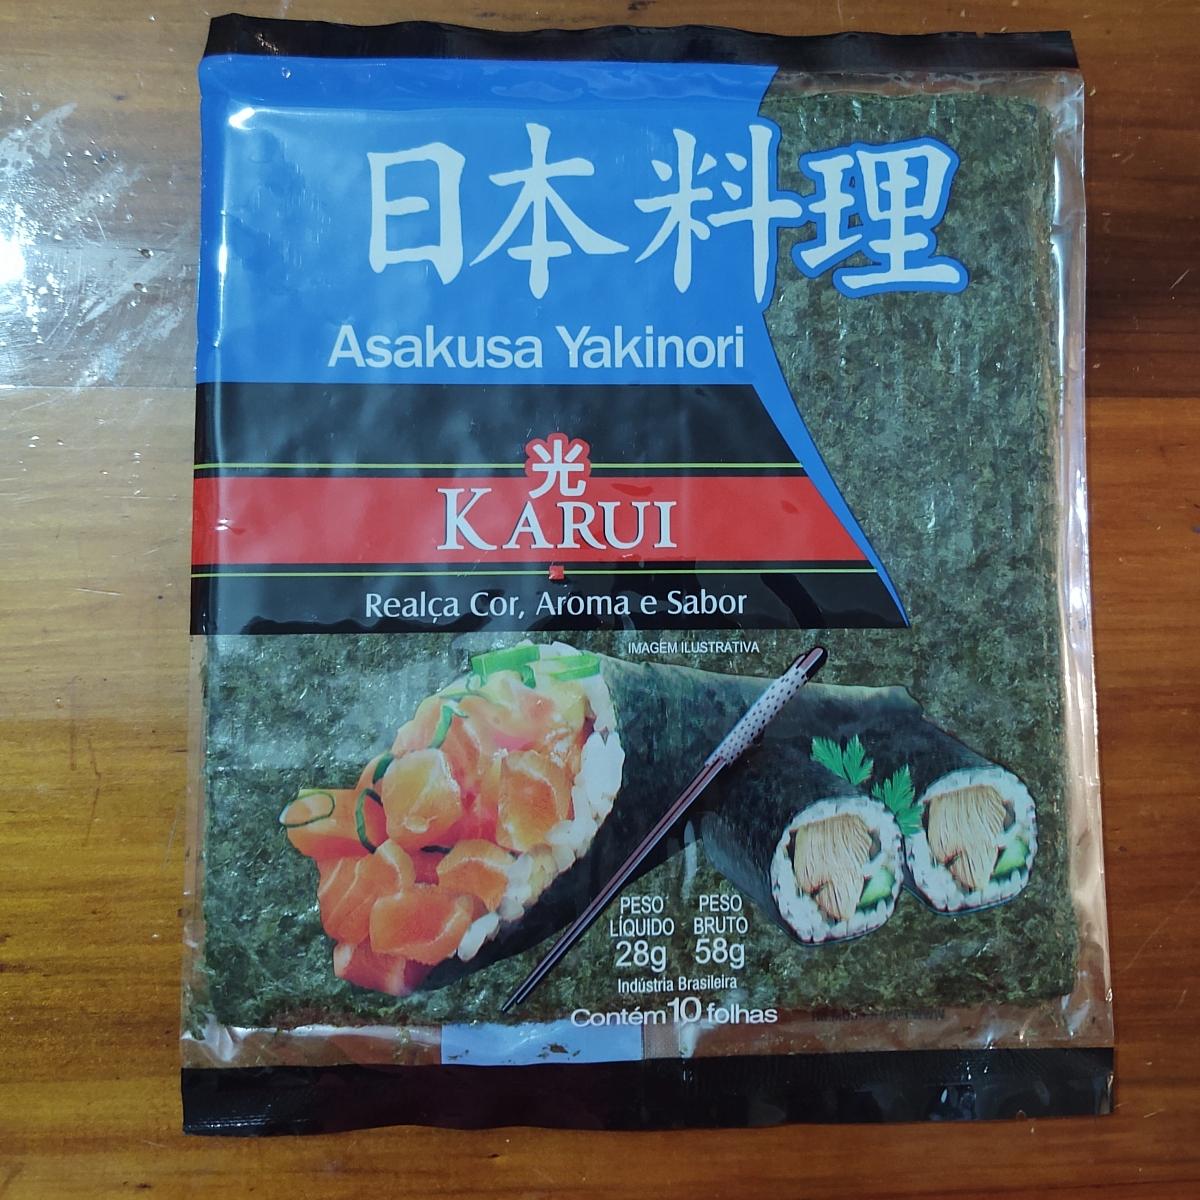 日本料理
Asakusa Yakinori
光
KARUI
Realça Cor, Aroma e Sabor
IMAGEM ILUSTRATIVA
PESO LÍQUIDO 28g
PESO BRUTO 58g
Indústria Brasileira
Contém 10 folhas